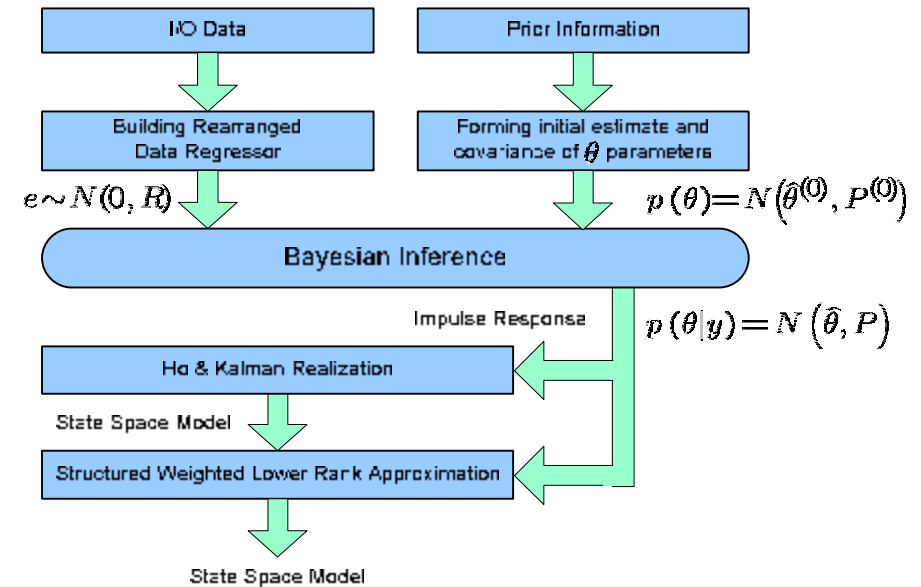 I/O Data
Prior Information
Building Rearranged
Data Regressor
Forming initial estimate and
covariance of θ parameters
e ∼ N(0, R)
p (θ) = N(θ̂^(0), P^(0))
Bayesian Inference
Impulse Response
p (θ|y) = N (θ̂, P)
Ho & Kalman Realization
State Space Model
Structured Weighted Lower Rank Approximation
State Space Model